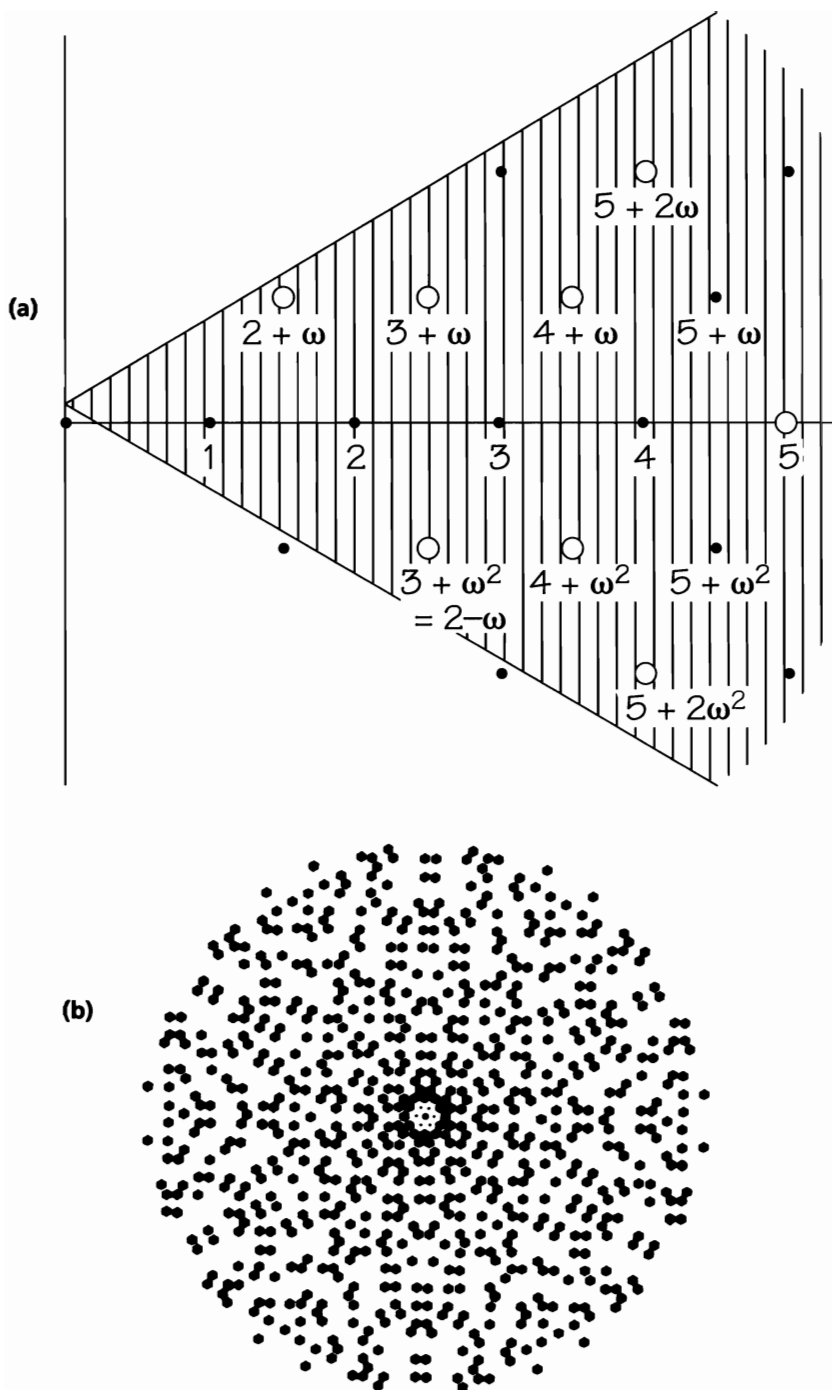 5 + 2ω
(a)
2 + ω 3 + ω 4 + ω 5 + ω
1 2 3 4 5
3 + ω² 4 + ω² 5 + ω²
= 2–ω
5 + 2ω²
(b)